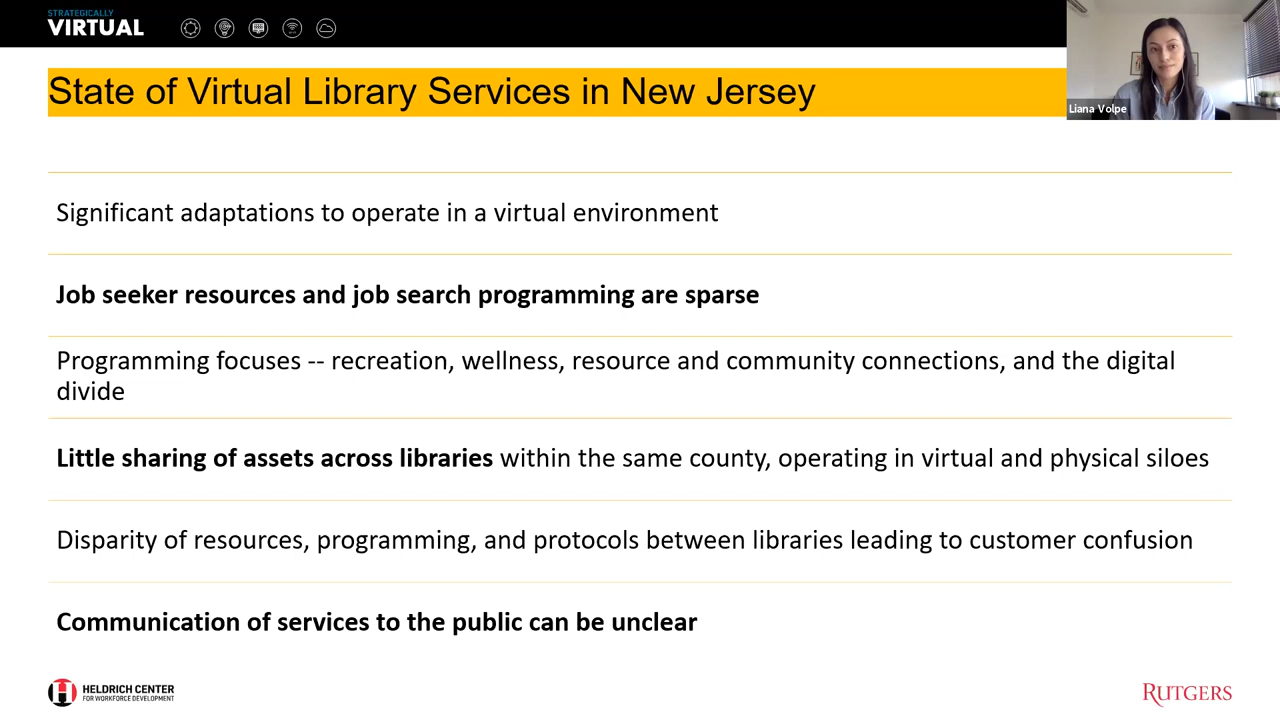 STRATEGICALLY
VIRTUAL
State of Virtual Library Services in New Jersey
Liana Volpe
Significant adaptations to operate in a virtual environment
Job seeker resources and job search programming are sparse
Programming focuses -- recreation, wellness, resource and community connections, and the digital
divide
Little sharing of assets across libraries within the same county, operating in virtual and physical siloes
Disparity of resources, programming, and protocols between libraries leading to customer confusion
Communication of services to the public can be unclear
HELDRICH CENTER
FOR WORKFORCE DEVELOPMENT
RUTGERS